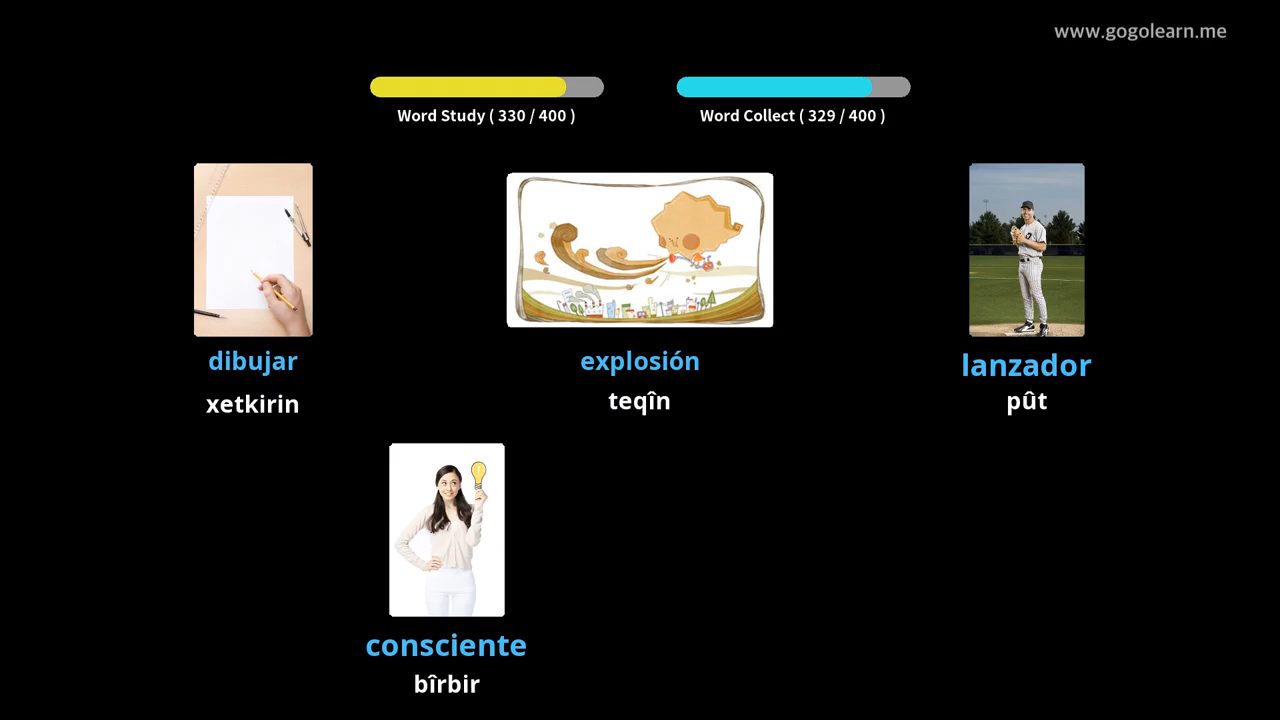 www.gogolearn.me
Word Study ( 330 / 400 )
Word Collect ( 329 / 400 )
dibujar
xetkirin
explosión
teqîn
lanzador
pût
consciente
bîrbir